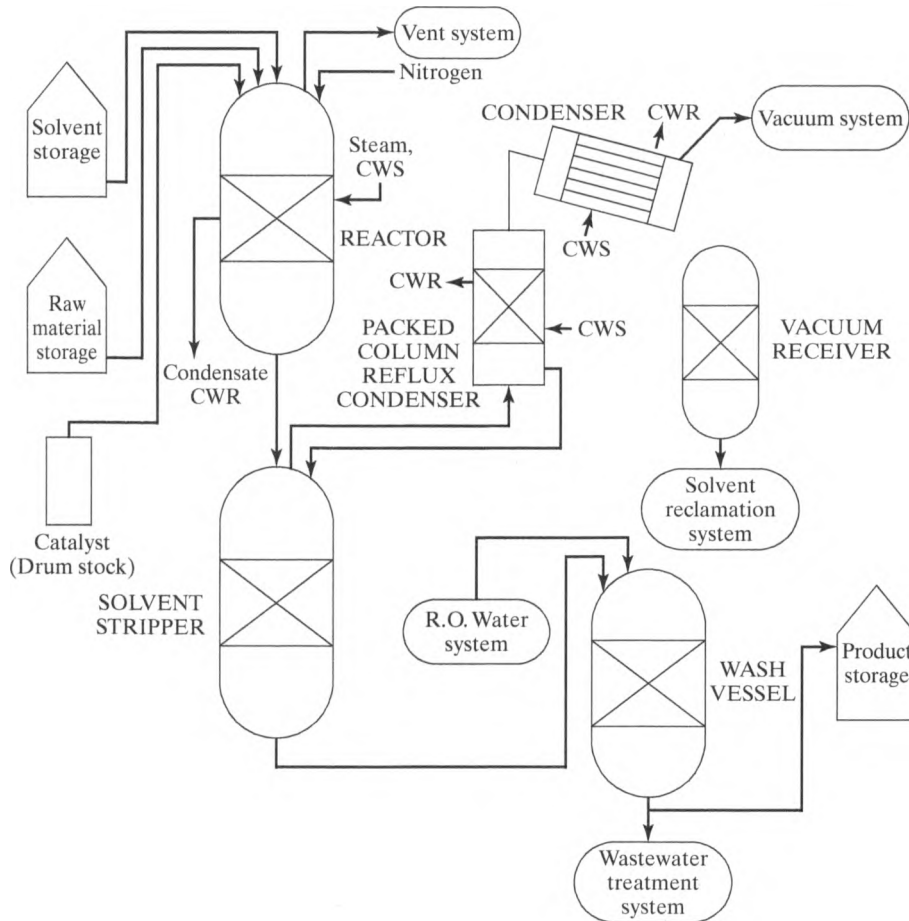 Vent system
Nitrogen
CONDENSER
CWR
Vacuum system
Solvent
storage
Steam,
CWS
REACTOR
CWS
CWR
CWS
Raw
material
storage
Condensate
CWR
PACKED
COLUMN
REFLUX
CONDENSER
VACUUM
RECEIVER
Catalyst
(Drum stock)
Solvent
reclamation
system
SOLVENT
STRIPPER
R.O. Water
system
WASH
VESSEL
Product
storage
Wastewater
treatment
system